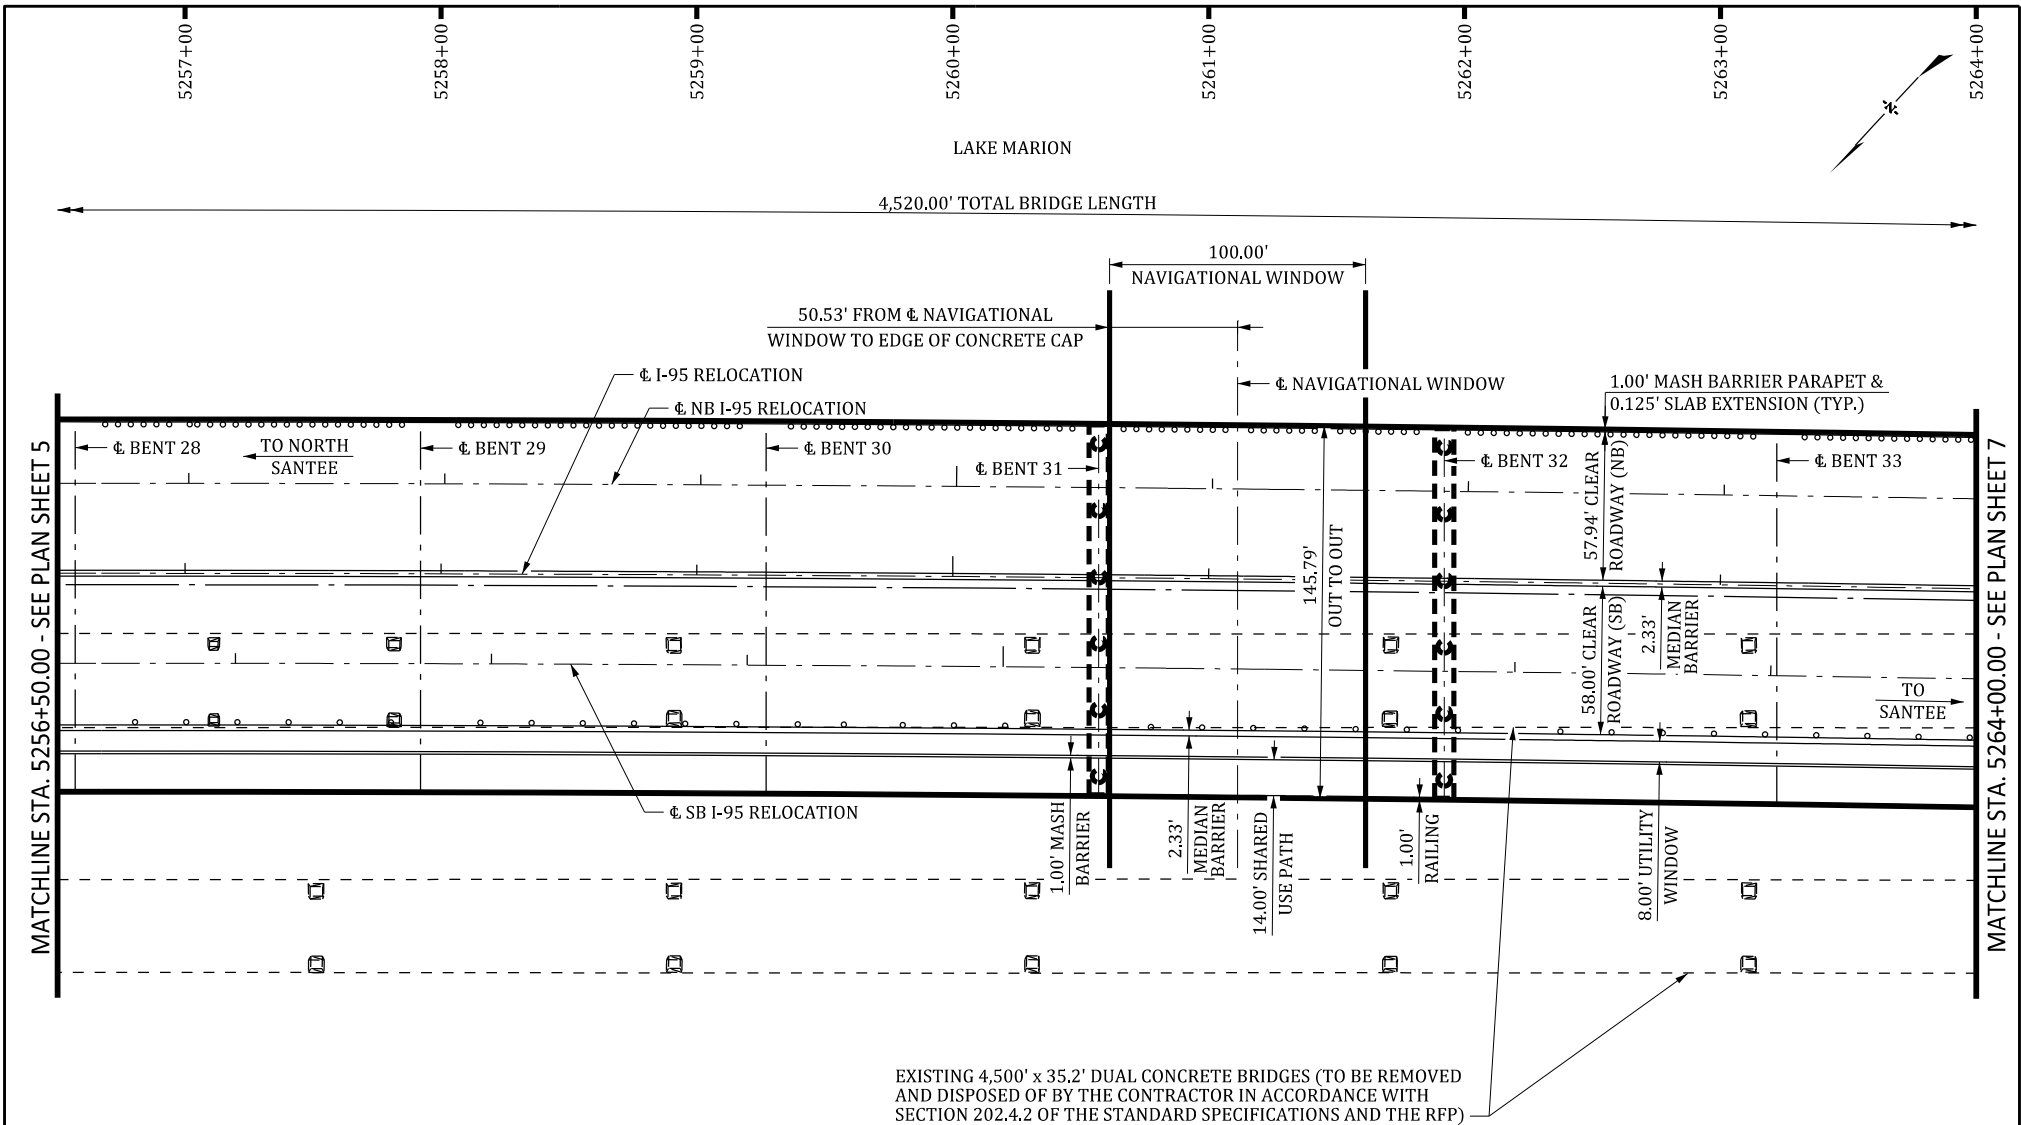 5257+00
5258+00
5259+00
5260+00
5261+00
5262+00
5263+00
5264+00
N
LAKE MARION
4,520.00' TOTAL BRIDGE LENGTH
100.00'
NAVIGATIONAL WINDOW
50.53' FROM ℄ NAVIGATIONAL
WINDOW TO EDGE OF CONCRETE CAP
℄ I-95 RELOCATION
℄ NAVIGATIONAL WINDOW
1.00' MASH BARRIER PARAPET &
0.125' SLAB EXTENSION (TYP.)
℄ NB I-95 RELOCATION
MATCHLINE STA. 5256+50.00 - SEE PLAN SHEET 5
℄ BENT 28
TO NORTH
SANTEE
℄ BENT 29
℄ BENT 30
℄ BENT 31
℄ BENT 32
℄ BENT 33
145.79'
OUT TO OUT
57.94' CLEAR
ROADWAY (NB)
58.00' CLEAR
ROADWAY (SB)
2.33'
MEDIAN
BARRIER
TO
SANTEE
MATCHLINE STA. 5264+00.00 - SEE PLAN SHEET 7
℄ SB I-95 RELOCATION
1.00' MASH
BARRIER
2.33'
MEDIAN
BARRIER
14.00' SHARED
USE PATH
1.00'
RAILING
8.00' UTILITY
WINDOW
EXISTING 4,500' x 35.2' DUAL CONCRETE BRIDGES (TO BE REMOVED
AND DISPOSED OF BY THE CONTRACTOR IN ACCORDANCE WITH
SECTION 202.4.2 OF THE STANDARD SPECIFICATIONS AND THE RFP)